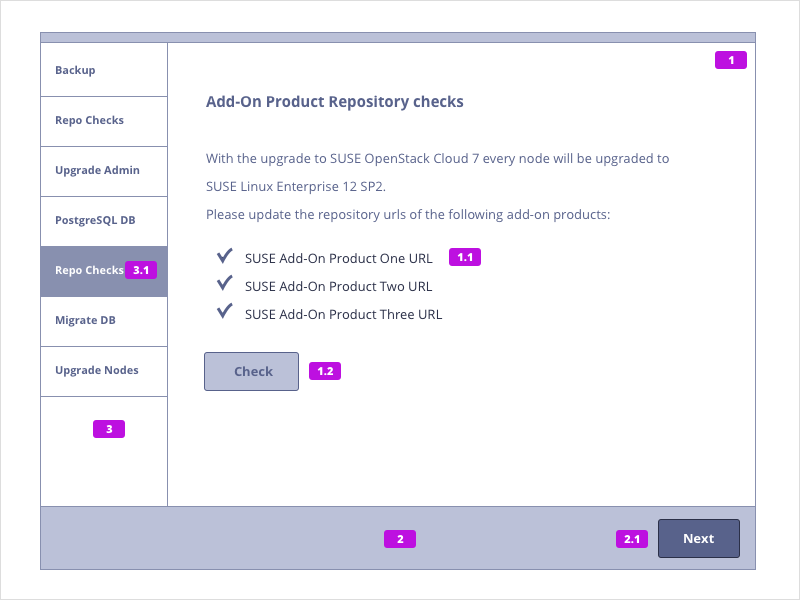 Backup
Repo Checks
Upgrade Admin
PostgreSQL DB
Repo Checks 3.1
Migrate DB
Upgrade Nodes
3
1
Add-On Product Repository checks
With the upgrade to SUSE OpenStack Cloud 7 every node will be upgraded to
SUSE Linux Enterprise 12 SP2.
Please update the repository urls of the following add-on products:
SUSE Add-On Product One URL 1.1
SUSE Add-On Product Two URL
SUSE Add-On Product Three URL
Check 1.2
2 2.1 Next